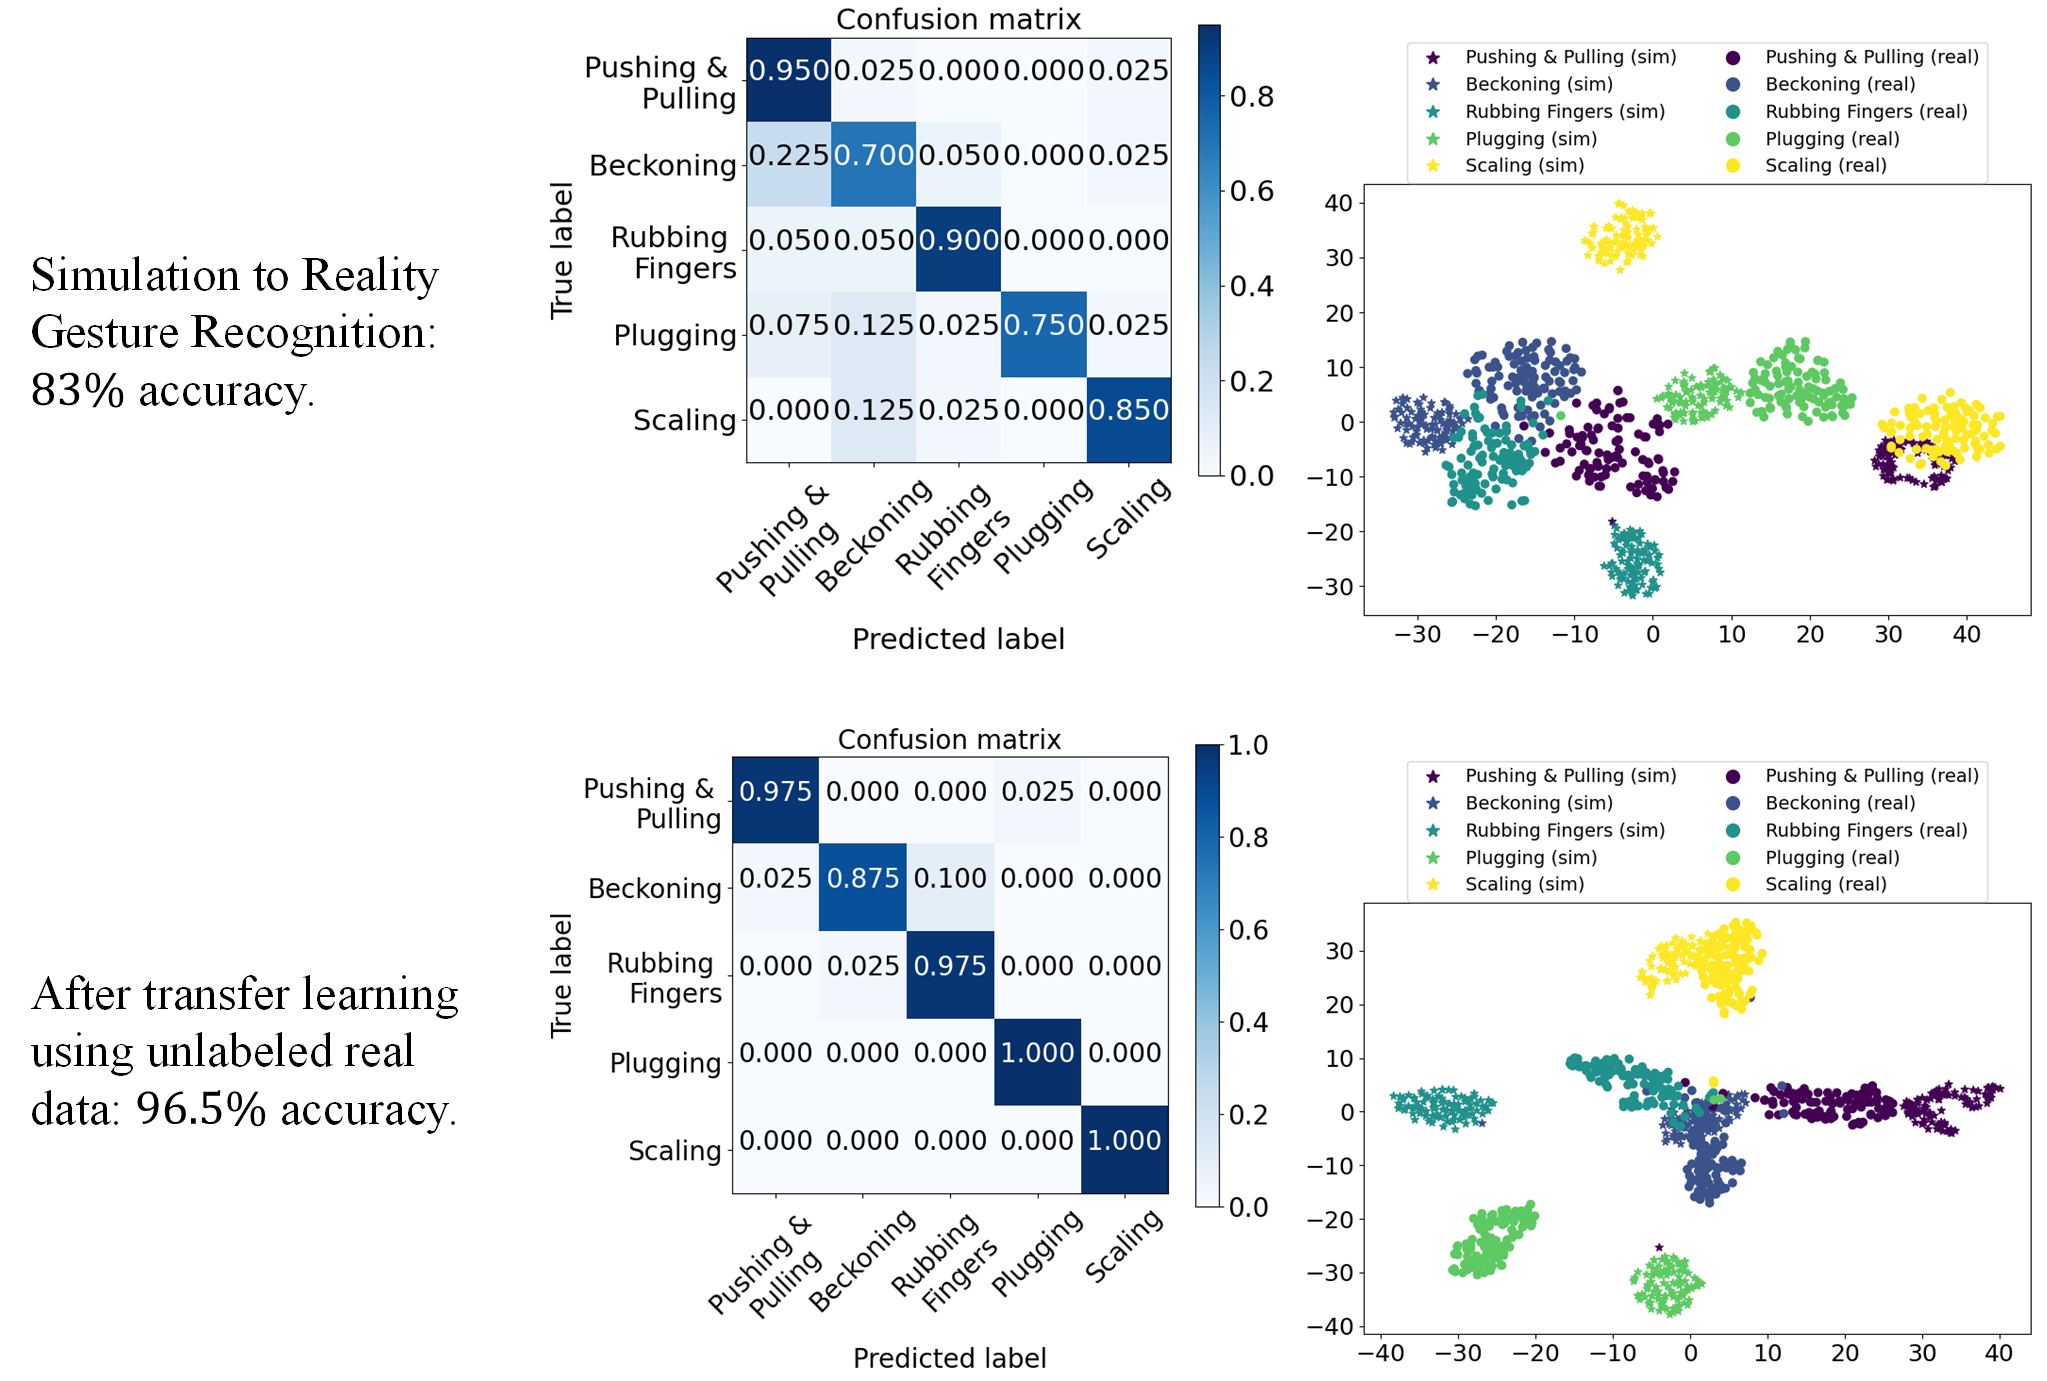 Simulation to Reality
Gesture Recognition:
83% accuracy.
Confusion matrix
True label
Pushing &
Pulling
0.950 0.025 0.000 0.000 0.025
Beckoning
0.225 0.700 0.050 0.000 0.025
Rubbing
Fingers
0.050 0.050 0.900 0.000 0.000
Plugging
0.075 0.125 0.025 0.750 0.025
Scaling
0.000 0.125 0.025 0.000 0.850
Pushing &
Pulling
Beckoning
Rubbing
Fingers
Plugging
Scaling
Predicted label
0.8
0.6
0.4
0.2
0.0
Pushing & Pulling (sim) Pushing & Pulling (real)
Beckoning (sim) Beckoning (real)
Rubbing Fingers (sim) Rubbing Fingers (real)
Plugging (sim) Plugging (real)
Scaling (sim) Scaling (real)
40
30
20
10
0
−10
−20
−30
−30 −20 −10 0 10 20 30 40
After transfer learning
using unlabeled real
data: 96.5% accuracy.
Confusion matrix
True label
Pushing &
Pulling
0.975 0.000 0.000 0.025 0.000
Beckoning
0.025 0.875 0.100 0.000 0.000
Rubbing
Fingers
0.000 0.025 0.975 0.000 0.000
Plugging
0.000 0.000 0.000 1.000 0.000
Scaling
0.000 0.000 0.000 0.000 1.000
Pushing &
Pulling
Beckoning
Rubbing
Fingers
Plugging
Scaling
Predicted label
1.0
0.8
0.6
0.4
0.2
0.0
Pushing & Pulling (sim) Pushing & Pulling (real)
Beckoning (sim) Beckoning (real)
Rubbing Fingers (sim) Rubbing Fingers (real)
Plugging (sim) Plugging (real)
Scaling (sim) Scaling (real)
30
20
10
0
−10
−20
−30
−40
−40 −30 −20 −10 0 10 20 30 40